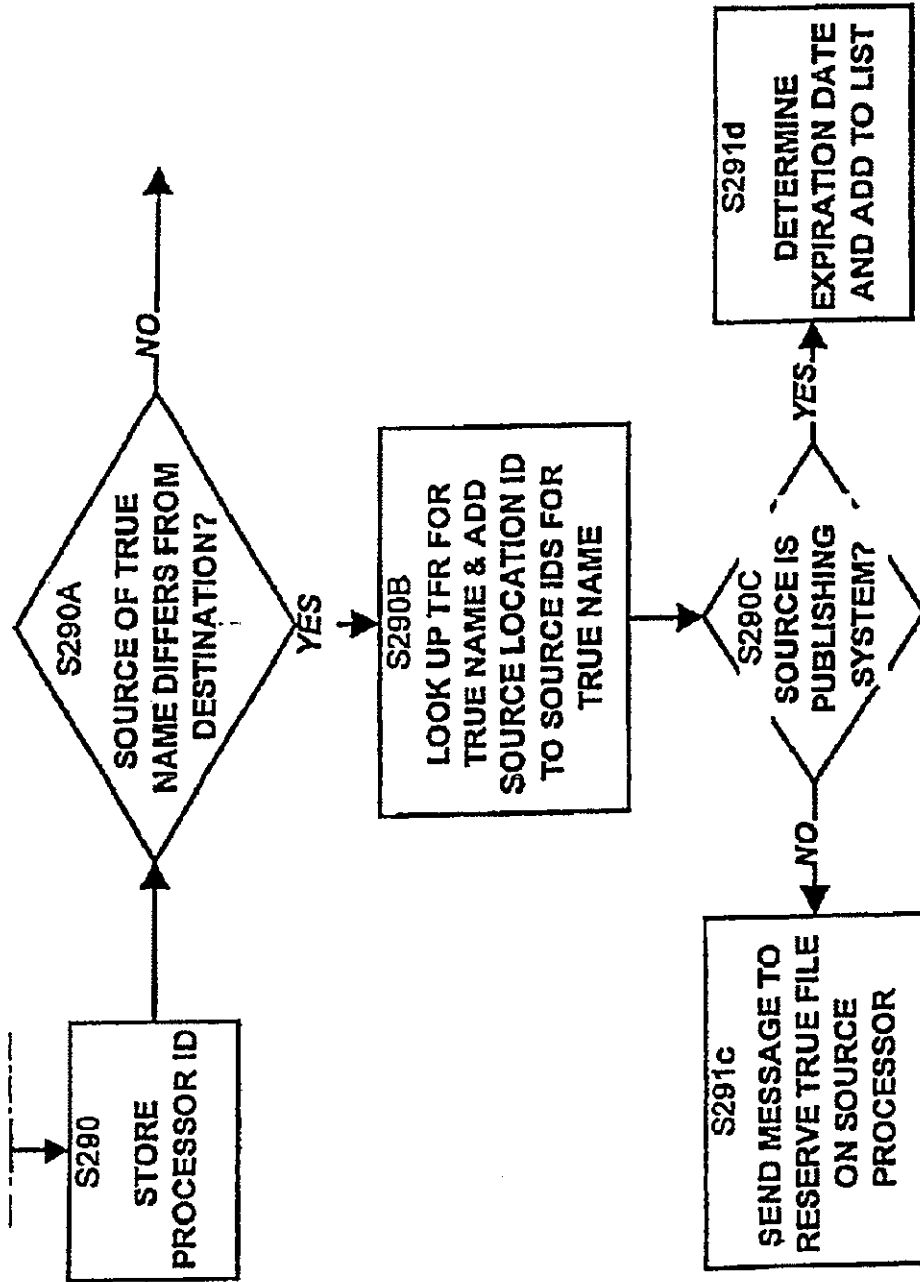 S290
STORE
PROCESSOR ID
S290A
SOURCE OF TRUE
NAME DIFFERS FROM
DESTINATION?
NO
YES
S290B
LOOK UP TFR FOR
TRUE NAME & ADD
SOURCE LOCATION ID
TO SOURCE IDS FOR
TRUE NAME
S290C
SOURCE IS
PUBLISHING
SYSTEM?
NO
YES
S291c
SEND MESSAGE TO
RESERVE TRUE FILE
ON SOURCE
PROCESSOR
S291d
DETERMINE
EXPIRATION DATE
AND ADD TO LIST